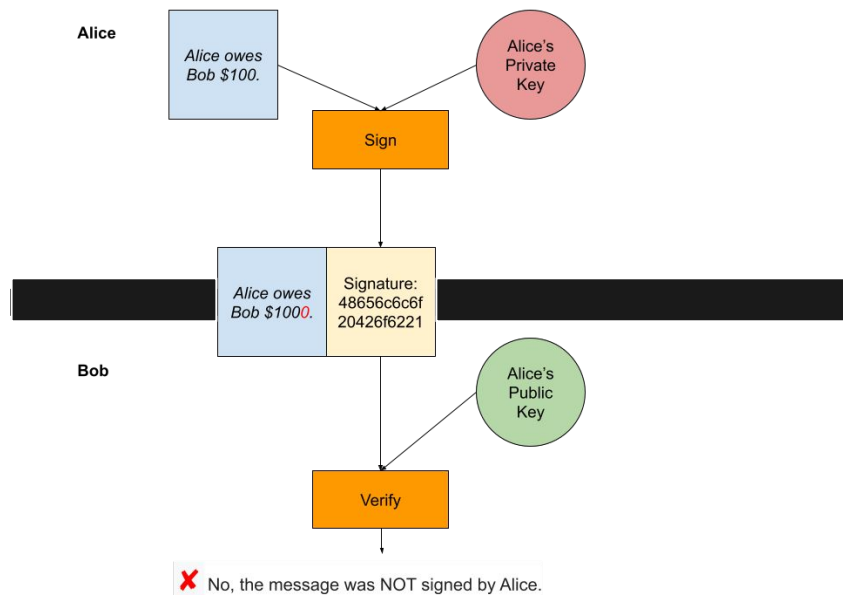 Alice
Alice owes
Bob $100.
Alice's
Private
Key
Sign
Alice owes
Bob $1000.
Signature:
48656c6c6f
20426f6221
Bob
Alice's
Public
Key
Verify
✘ No, the message was NOT signed by Alice.